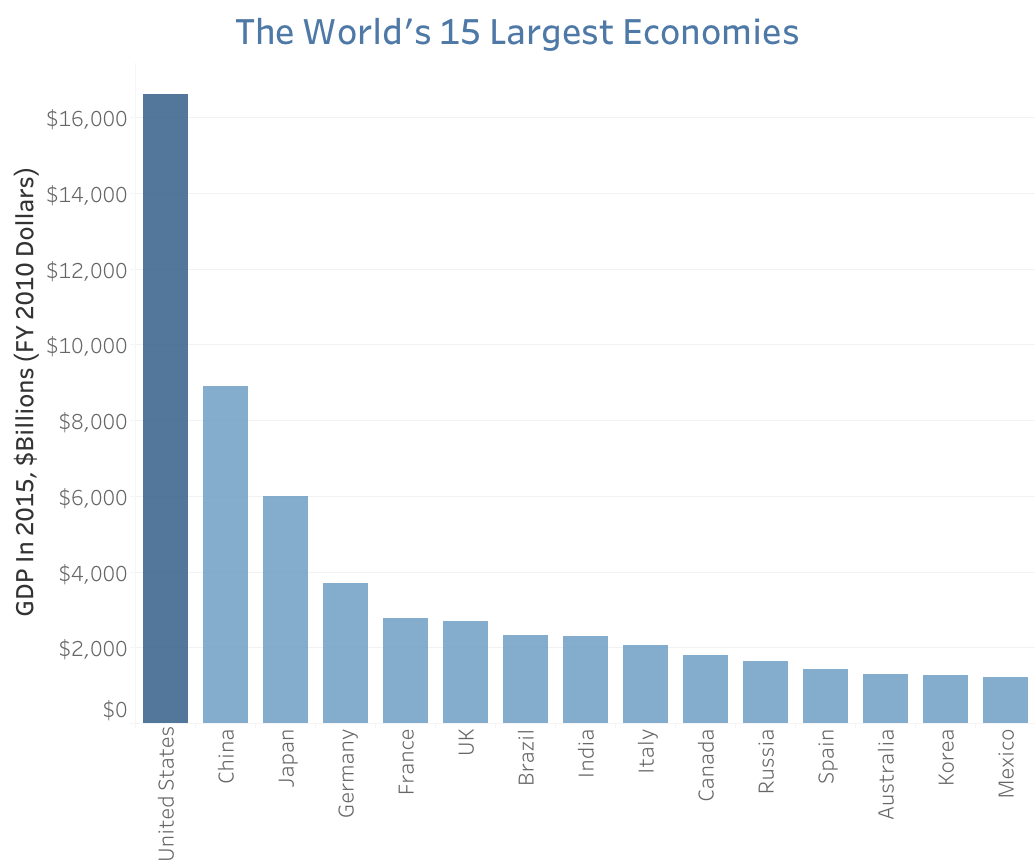 The World's 15 Largest Economies
GDP In 2015, $Billions (FY 2010 Dollars)
$16,000
$14,000
$12,000
$10,000
$8,000
$6,000
$4,000
$2,000
$0
United States
China
Japan
Germany
France
UK
Brazil
India
Italy
Canada
Russia
Spain
Australia
Korea
Mexico